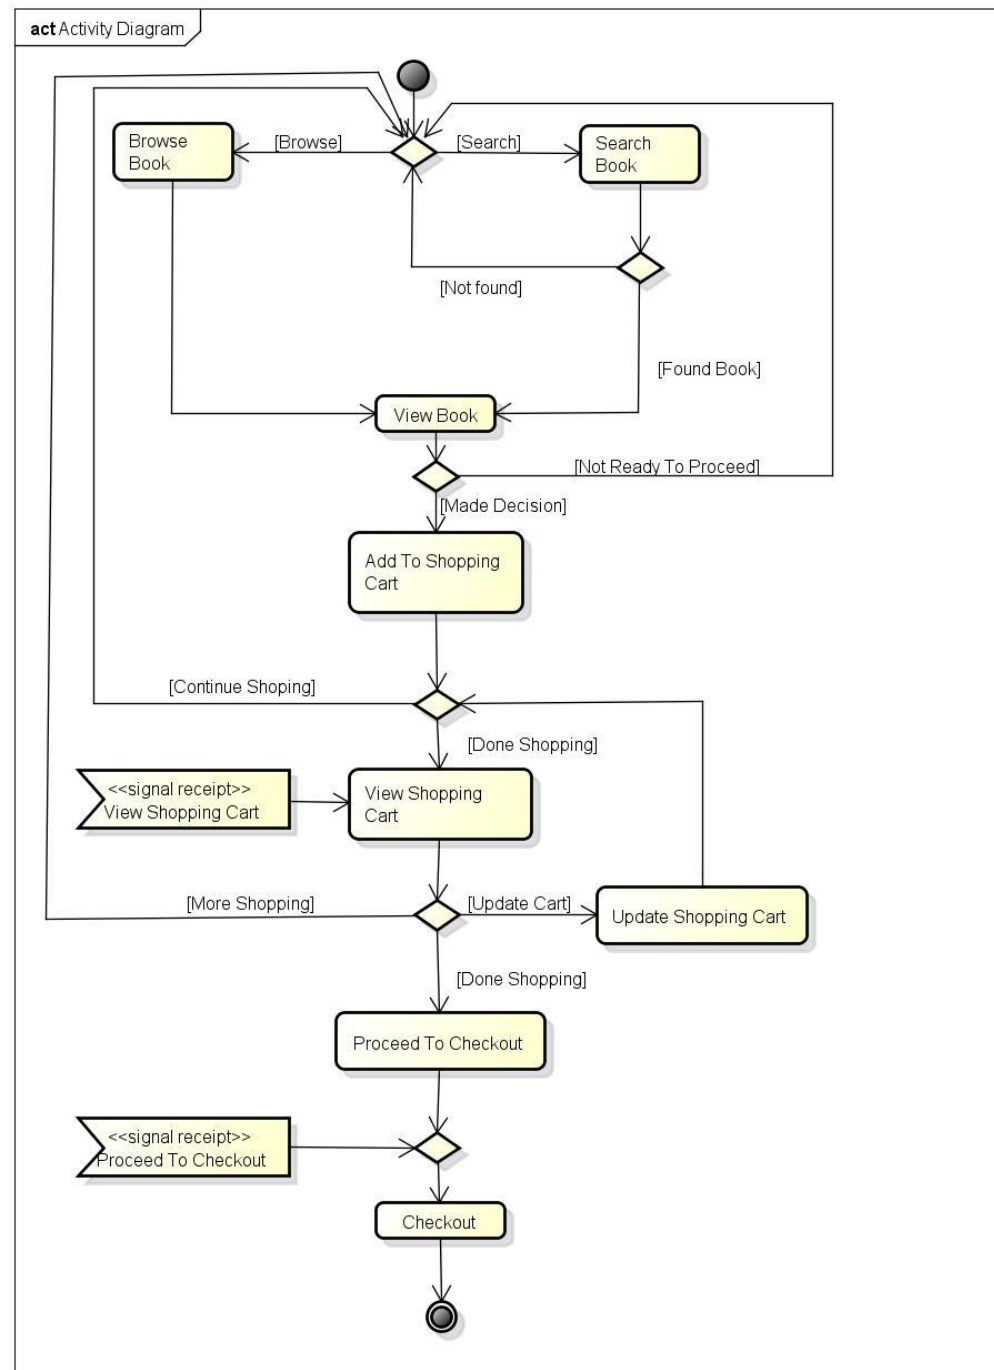 act Activity Diagram
Browse
Book
[Browse]
[Search]
Search
Book
[Not found]
[Found Book]
View Book
[Not Ready To Proceed]
[Made Decision]
Add To Shopping
Cart
[Continue Shoping]
[Done Shopping]
<<signal receipt>>
View Shopping Cart
View Shopping
Cart
[More Shopping]
[Update Cart]
Update Shopping Cart
[Done Shopping]
Proceed To Checkout
<<signal receipt>>
Proceed To Checkout
Checkout